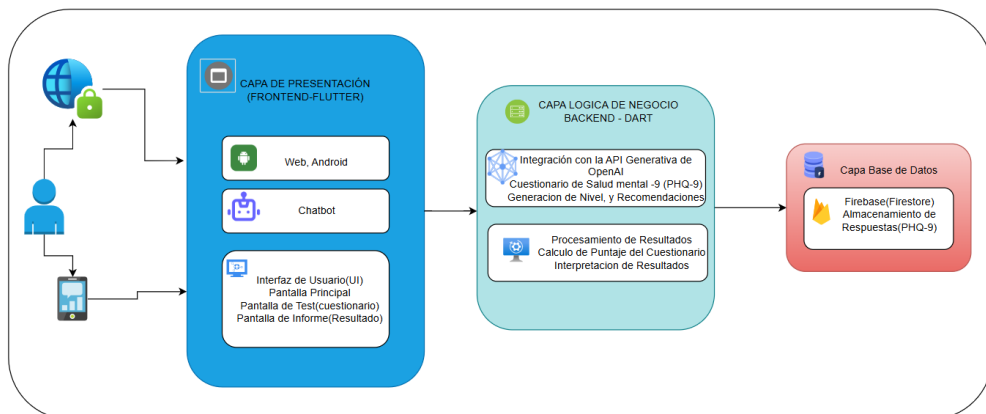 CAPA DE PRESENTACIÓN
(FRONTEND-FLUTTER)
Web, Android
Chatbot
Interfaz de Usuario(UI)
Pantalla Principal
Pantalla de Test(cuestionario)
Pantalla de Informe(Resultado)
CAPA LOGICA DE NEGOCIO
BACKEND - DART
Integración con la API Generativa de
OpenAI
Cuestionario de Salud mental -9 (PHQ-9)
Generacion de Nivel, y Recomendaciones
Procesamiento de Resultados
Calculo de Puntaje del Cuestionario
Interpretacion de Resultados
Capa Base de Datos
Firebase(Firestore)
Almacenamiento de
Respuestas(PHQ-9)